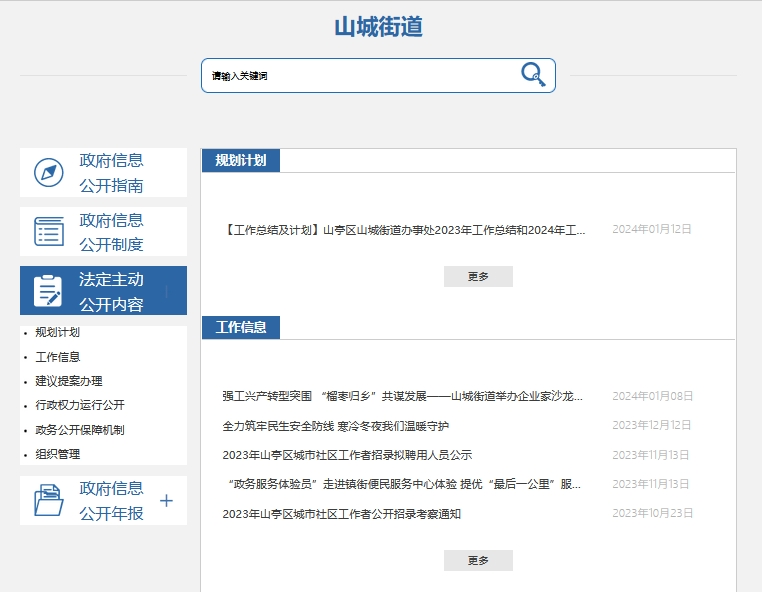 山城街道
请输入关键词
政府信息
公开指南
政府信息
公开制度
法定主动
公开内容
规划计划
工作信息
建议提案办理
行政权力运行公开
政务公开保障机制
组织管理
政府信息
公开年报
规划计划
【工作总结及计划】山亭区山城街道办事处2023年工作总结和2024年工... 2024年01月12日
更多
工作信息
强工兴产转型突围 “榴枣归乡”共谋发展——山城街道举办企业家沙龙... 2024年01月08日
全力筑牢民生安全防线 寒冷冬夜我们温暖守护 2023年12月12日
2023年山亭区城市社区工作者招录拟聘用人员公示 2023年11月13日
“政务服务体验员”走进镇街便民服务中心体验 提优“最后一公里”服... 2023年11月13日
2023年山亭区城市社区工作者公开招录考察通知 2023年10月23日
更多